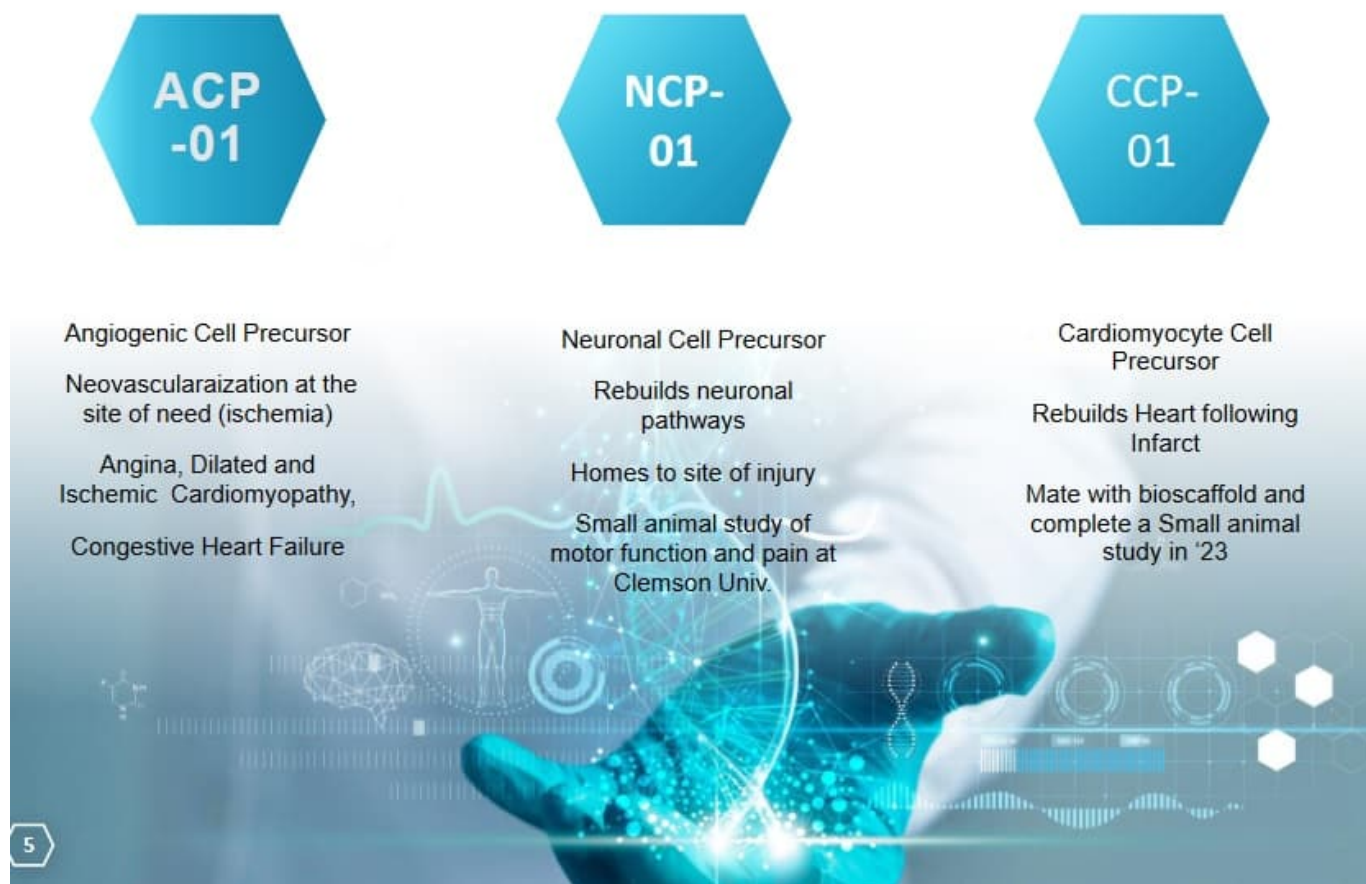 ACP
-01
NCP-
01
CCP-
01
Angiogenic Cell Precursor
Neovascularaization at the
site of need (ischemia)
Angina, Dilated and
Ischemic Cardiomyopathy,
Congestive Heart Failure
Neuronal Cell Precursor
Rebuilds neuronal
pathways
Homes to site of injury
Small animal study of
motor function and pain at
Clemson Univ.
Cardiomyocyte Cell
Precursor
Rebuilds Heart following
Infarct
Mate with bioscaffold and
complete a Small animal
study in ‘23
5